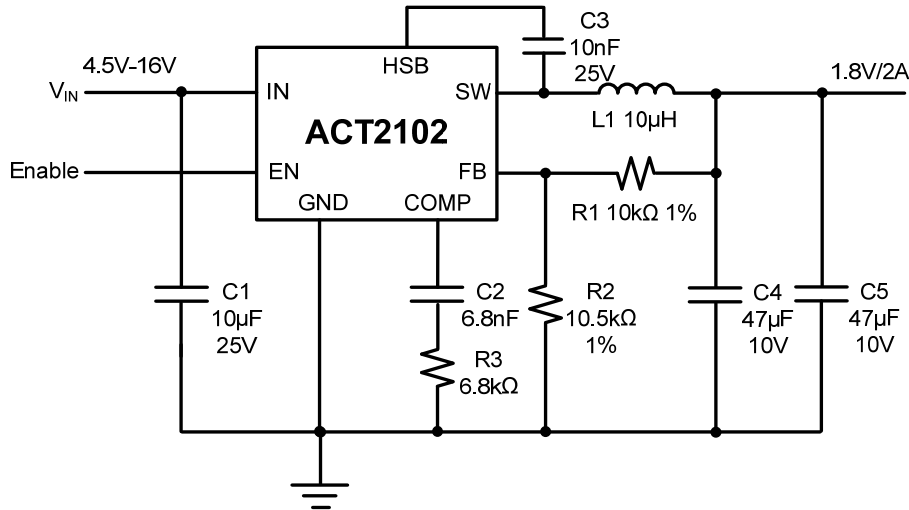 C3
10nF
25V
4.5V-16V
V_IN
HSB
1.8V/2A
IN
SW
L1 10µH
ACT2102
Enable
EN
FB
GND
COMP
R1 10kΩ 1%
C1
10µF
25V
C2
6.8nF
R2
10.5kΩ
1%
C4
47µF
10V
C5
47µF
10V
R3
6.8kΩ